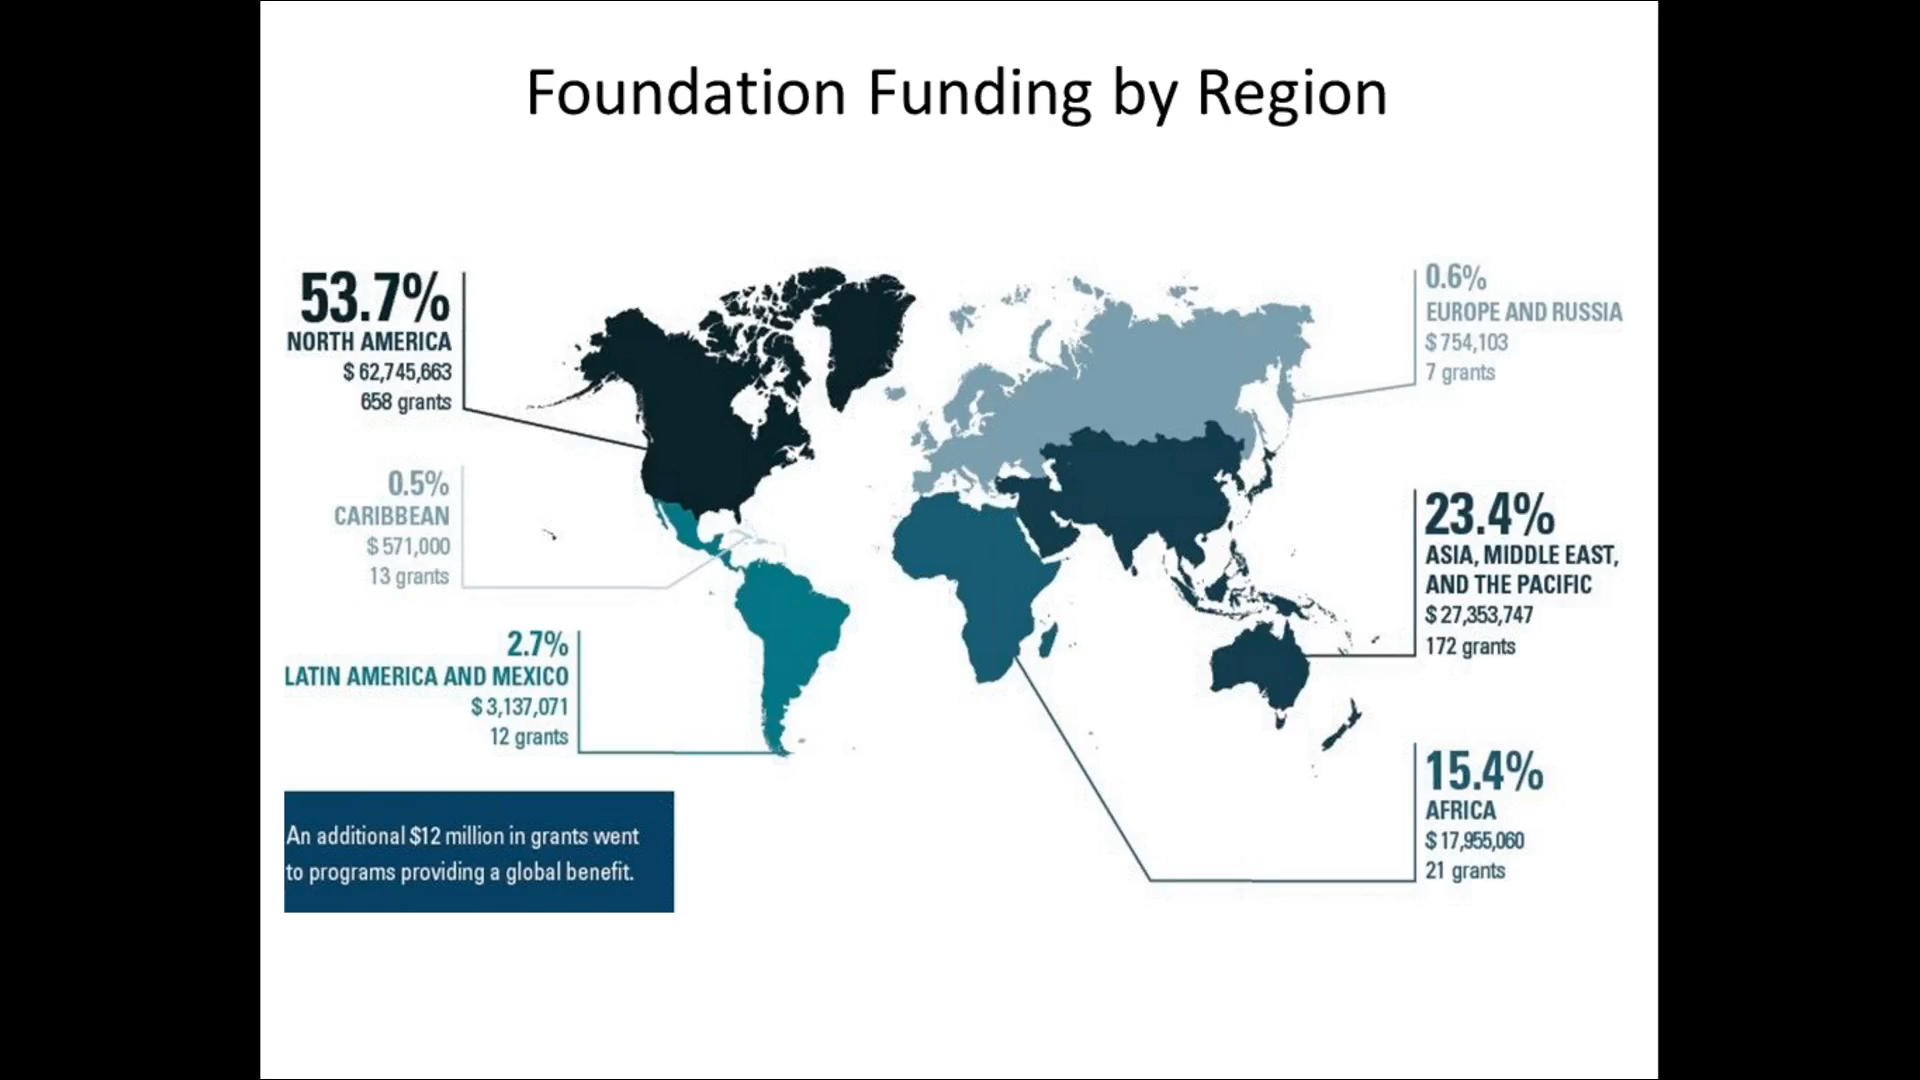 Foundation Funding by Region
53.7%
NORTH AMERICA
$ 62,745,663
658 grants
0.5%
CARIBBEAN
$ 571,000
13 grants
2.7%
LATIN AMERICA AND MEXICO
$ 3,137,071
12 grants
An additional $12 million in grants went
to programs providing a global benefit.
0.6%
EUROPE AND RUSSIA
$ 754,103
7 grants
23.4%
ASIA, MIDDLE EAST,
AND THE PACIFIC
$ 27,353,747
172 grants
15.4%
AFRICA
$ 17,955,060
21 grants